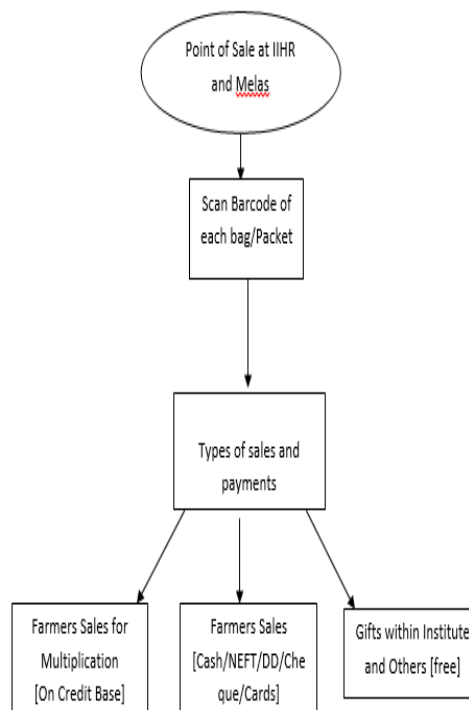 Point of Sale at IIHR
and Melas
Scan Barcode of
each bag/Packet
Types of sales and
payments
Farmers Sales for
Multiplication
[On Credit Base]
Farmers Sales
[Cash/NEFT/DD/Che
que/Cards]
Gifts within Institute
and Others [free]